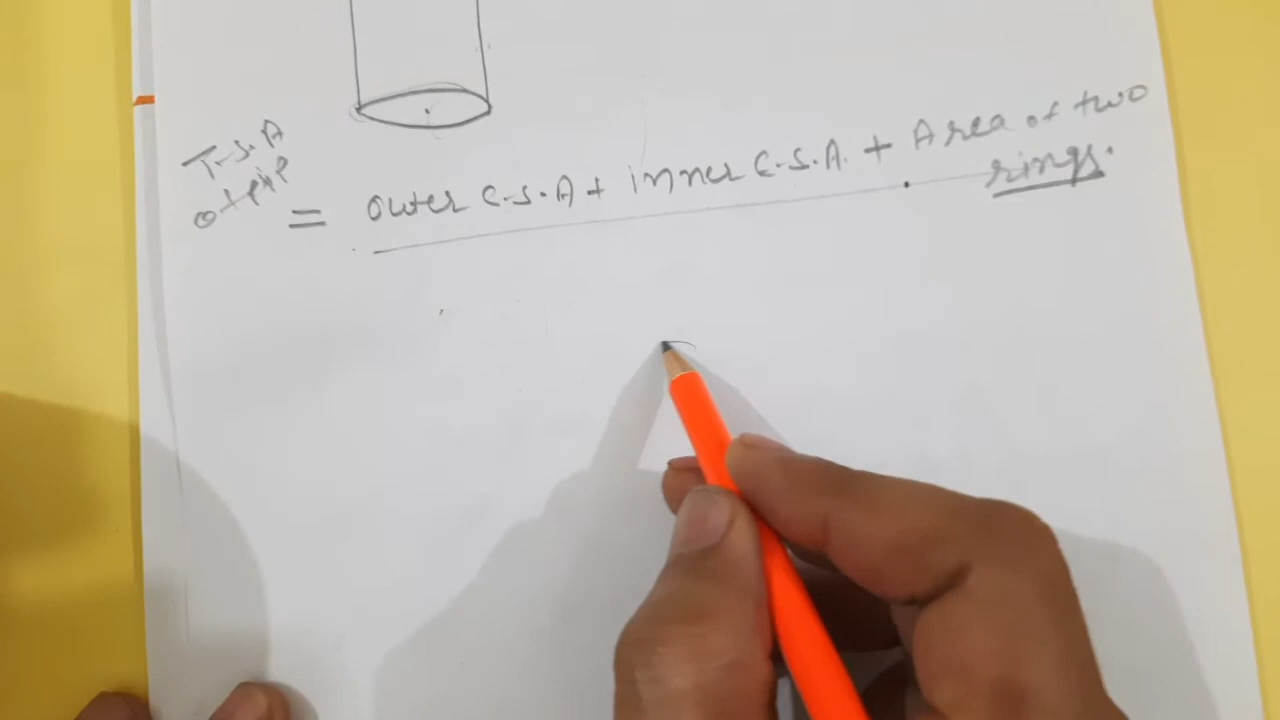 T.S.A
of pipe
= outer C.S.A + inner C.S.A. + Area of two
rings.